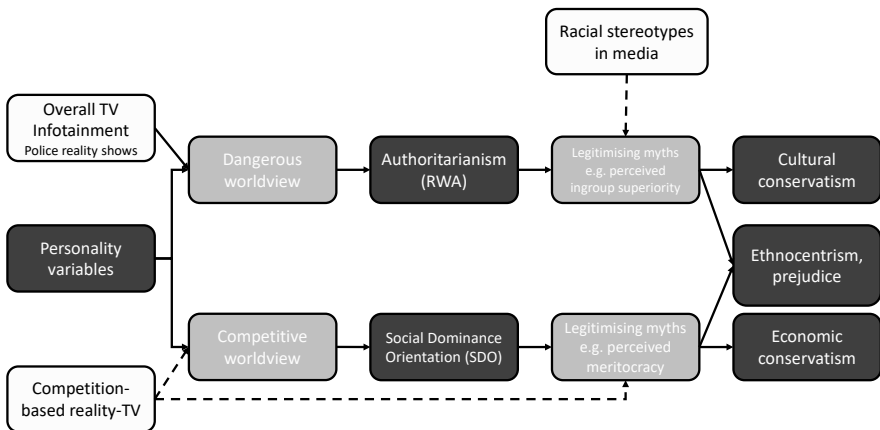 Racial stereotypes
in media
Overall TV
Infotainment
Police reality shows
Dangerous
worldview
Authoritarianism
(RWA)
Legitimising myths
e.g. perceived
ingroup superiority
Cultural
conservatism
Personality
variables
Ethnocentrism,
prejudice
Competitive
worldview
Social Dominance
Orientation (SDO)
Legitimising myths
e.g. perceived
meritocracy
Economic
conservatism
Competition-
based reality-TV